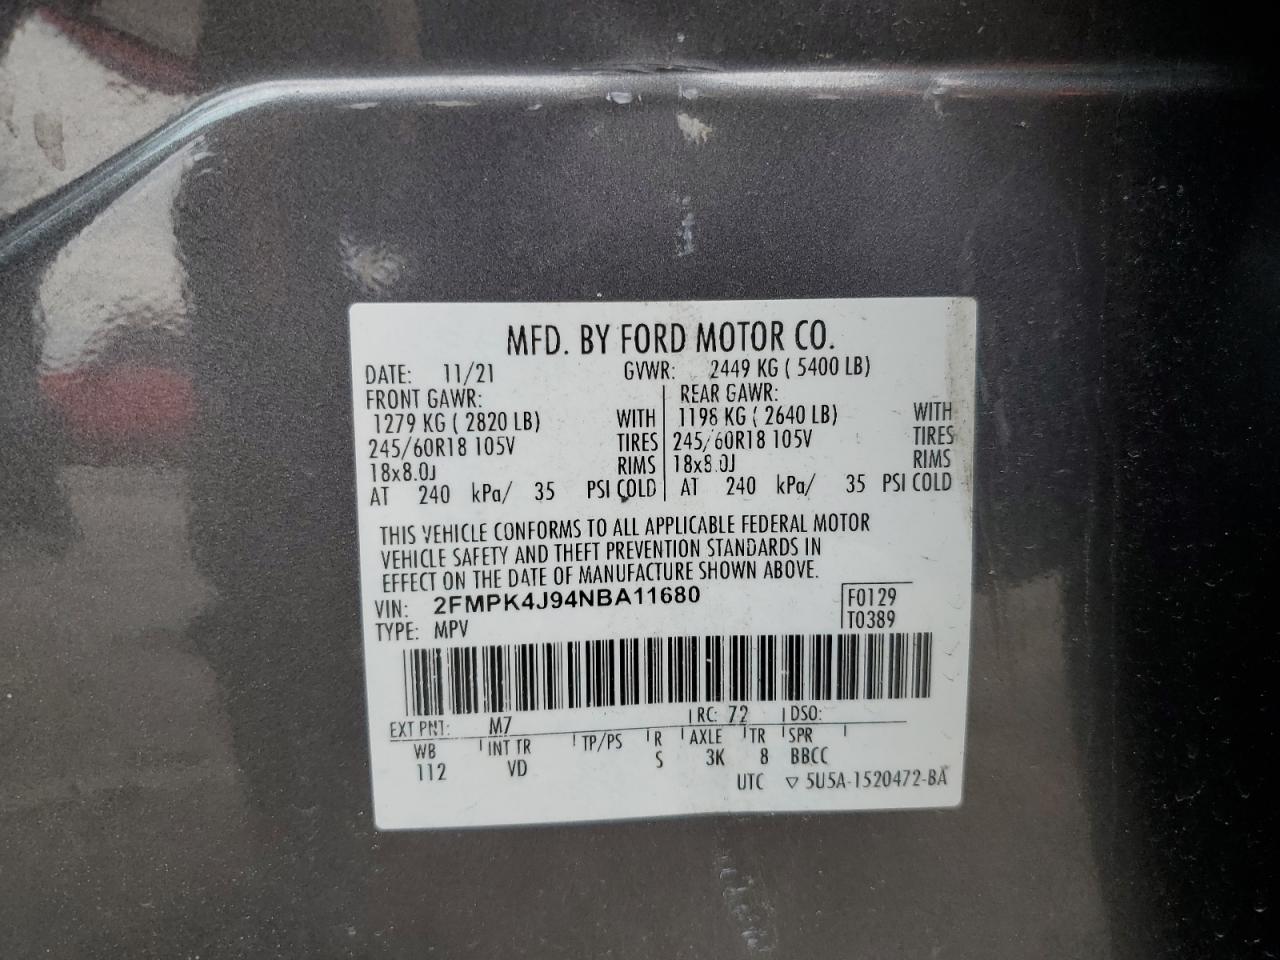 MFD. BY FORD MOTOR CO.
DATE: 11/21 GVWR: 2449 KG ( 5400 LB)
FRONT GAWR: REAR GAWR:
1279 KG ( 2820 LB) WITH 1198 KG ( 2640 LB) WITH
245/60R18 105V TIRES 245/60R18 105V TIRES
18x8.0J RIMS 18x8.0J RIMS
AT 240 kPa/ 35 PSI COLD AT 240 kPa/ 35 PSI COLD
THIS VEHICLE CONFORMS TO ALL APPLICABLE FEDERAL MOTOR
VEHICLE SAFETY AND THEFT PREVENTION STANDARDS IN
EFFECT ON THE DATE OF MANUFACTURE SHOWN ABOVE.
VIN: 2FMPK4J94NBA11680 F0129
TYPE: MPV T0389
EXT PNT: M7 RC: 72 DSO:
WB INT TR TP/PS R AXLE TR SPR
112 VD S 3K 8 BBCC
UTC ▽ 5U5A-1520472-BA